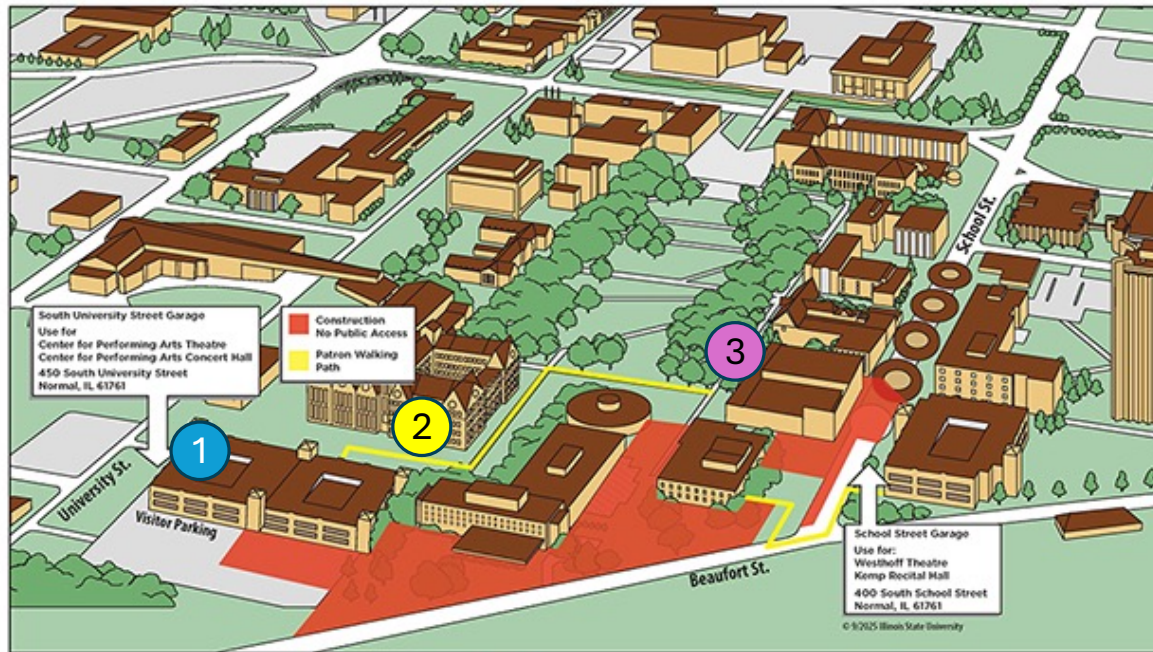 South University Street Garage
Use for
Center for Performing Arts Theatre
Center for Performing Arts Concert Hall
450 South University Street
Normal, IL 61761
Construction
No Public Access
Patron Walking
Path
School St.
1
2
3
University St.
Visitor Parking
Beaufort St.
School Street Garage
Use for:
Westhoff Theatre
Kemp Recital Hall
400 South School Street
Normal, IL 61761
© 9/2025 Illinois State University